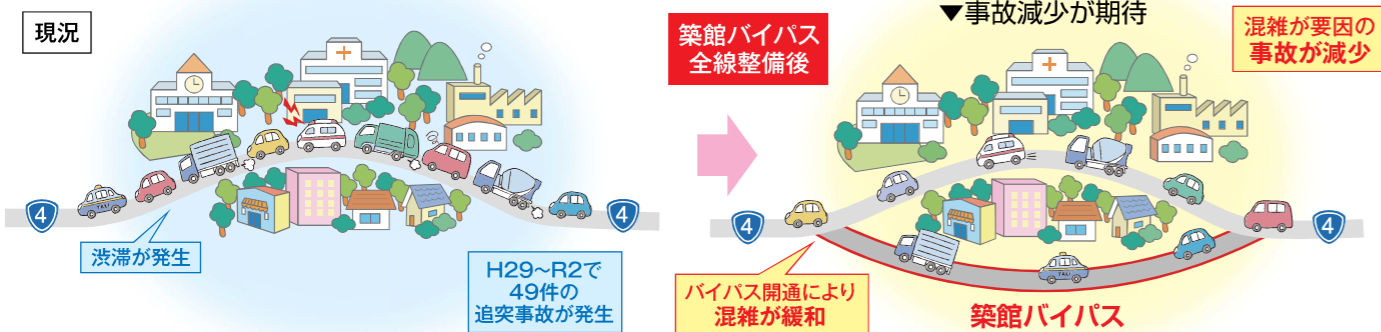 現況
4
4
渋滞が発生
H29～R2で
49件の
追突事故が発生
築館バイパス
全線整備後
▼事故減少が期待
混雑が要因の
事故が減少
4
4
バイパス開通により
混雑が緩和
築館バイパス
TAXI
TAXI